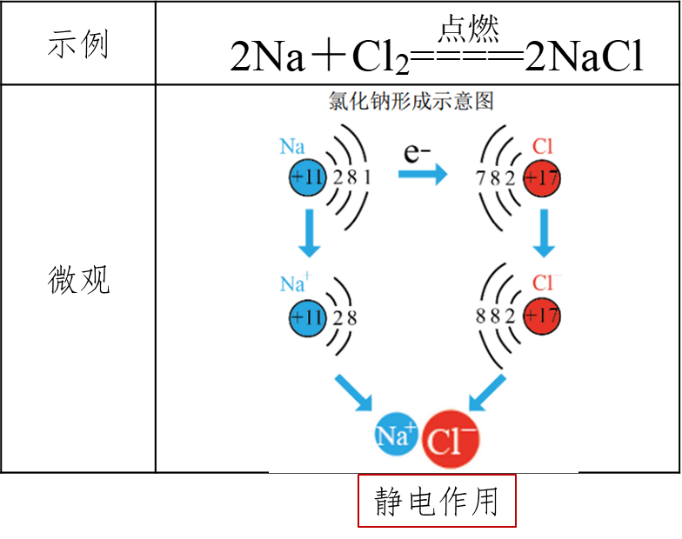 示例
点燃
2Na＋Cl₂====2NaCl
氯化钠形成示意图
Na
e⁻
Cl
+11 2 8 1
7 8 2 +17
微观
Na⁺
Cl⁻
+11 2 8
8 8 2 +17
Na⁺ Cl⁻
静电作用